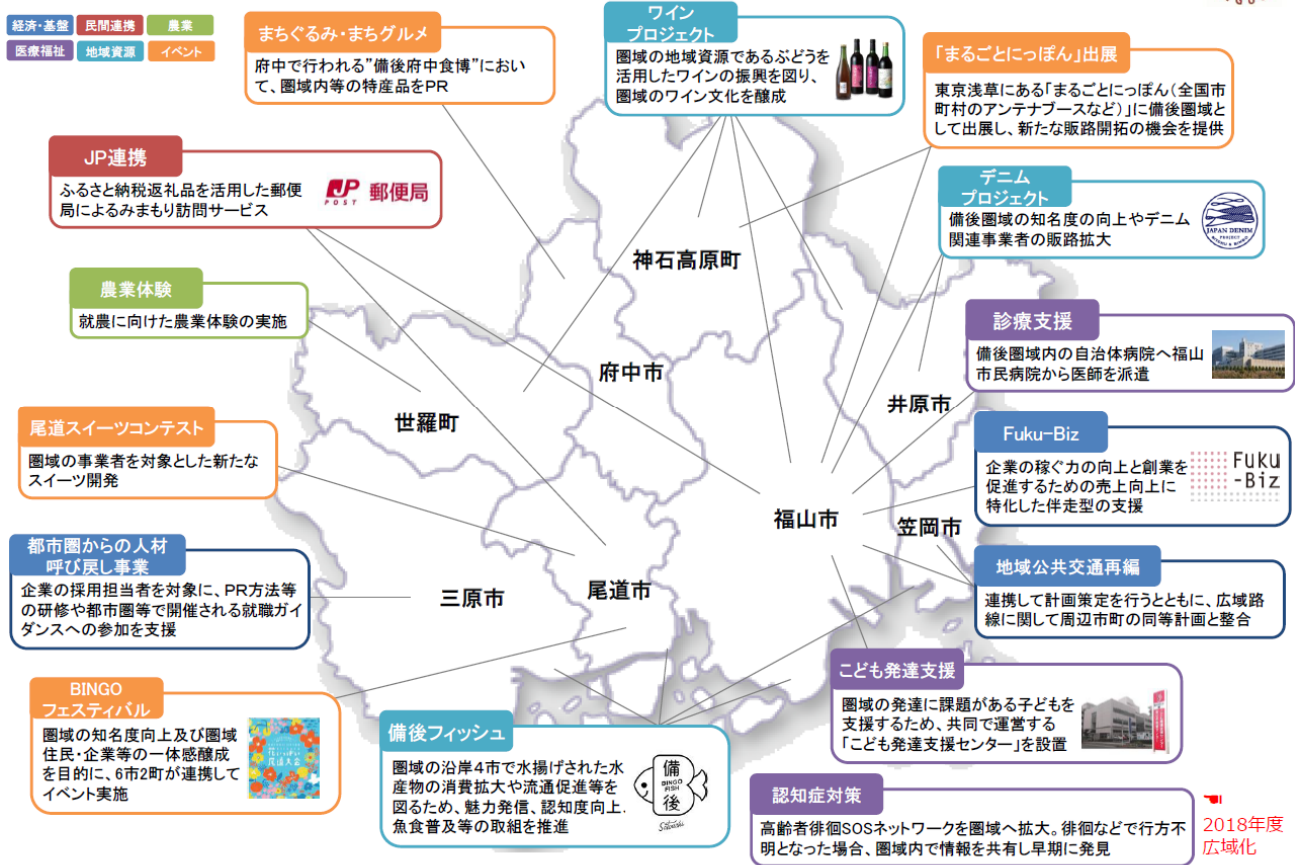 経済・基盤
民間連携
農業
医療福祉
地域資源
イベント
まちぐるみ・まちグルメ
府中で行われる”備後府中食博”におい
て、圏域内等の特産品をPR
ワイン
プロジェクト
圏域の地域資源であるぶどうを
活用したワインの振興を図り、
圏域のワイン文化を醸成
「まるごとにっぽん」出展
東京浅草にある「まるごとにっぽん(全国市
町村のアンテナブースなど)」に備後圏域と
して出展し、新たな販路開拓の機会を提供
JP連携
ふるさと納税返礼品を活用した郵便
局によるみまもり訪問サービス
JP
POST
郵便局
デニム
プロジェクト
備後圏域の知名度の向上やデニム
関連事業者の販路拡大
JAPAN DENIM
PROJECT
農業体験
就農に向けた農業体験の実施
診療支援
備後圏域内の自治体病院へ福山
市民病院から医師を派遣
尾道スイーツコンテスト
圏域の事業者を対象とした新たな
スイーツ開発
Fuku-Biz
企業の稼ぐ力の向上と創業を
促進するための売上向上に
特化した伴走型の支援
Fuku
-Biz
都市圏からの人材
呼び戻し事業
企業の採用担当者を対象に、PR方法等
の研修や都市圏等で開催される就職ガイ
ダンスへの参加を支援
地域公共交通再編
連携して計画策定を行うとともに、広域路
線に関して周辺市町の同等計画と整合
神石高原町
府中市
世羅町
井原市
福山市
笠岡市
尾道市
三原市
BINGO
フェスティバル
圏域の知名度向上及び圏域
住民・企業等の一体感醸成
を目的に、6市2町が連携して
イベント実施
尾道大会
備後フィッシュ
圏域の沿岸4市で水揚げされた水
産物の消費拡大や流通促進等を
図るため、魅力発信、認知度向上.
魚食普及等の取組を推進
備
BINGO
FISH
後
こども発達支援
圏域の発達に課題がある子どもを
支援するため、共同で運営する
「こども発達支援センター」を設置
認知症対策
高齢者徘徊SOSネットワークを圏域へ拡大。徘徊などで行方不
明となった場合、圏域内で情報を共有し早期に発見
☚
2018年度
広域化